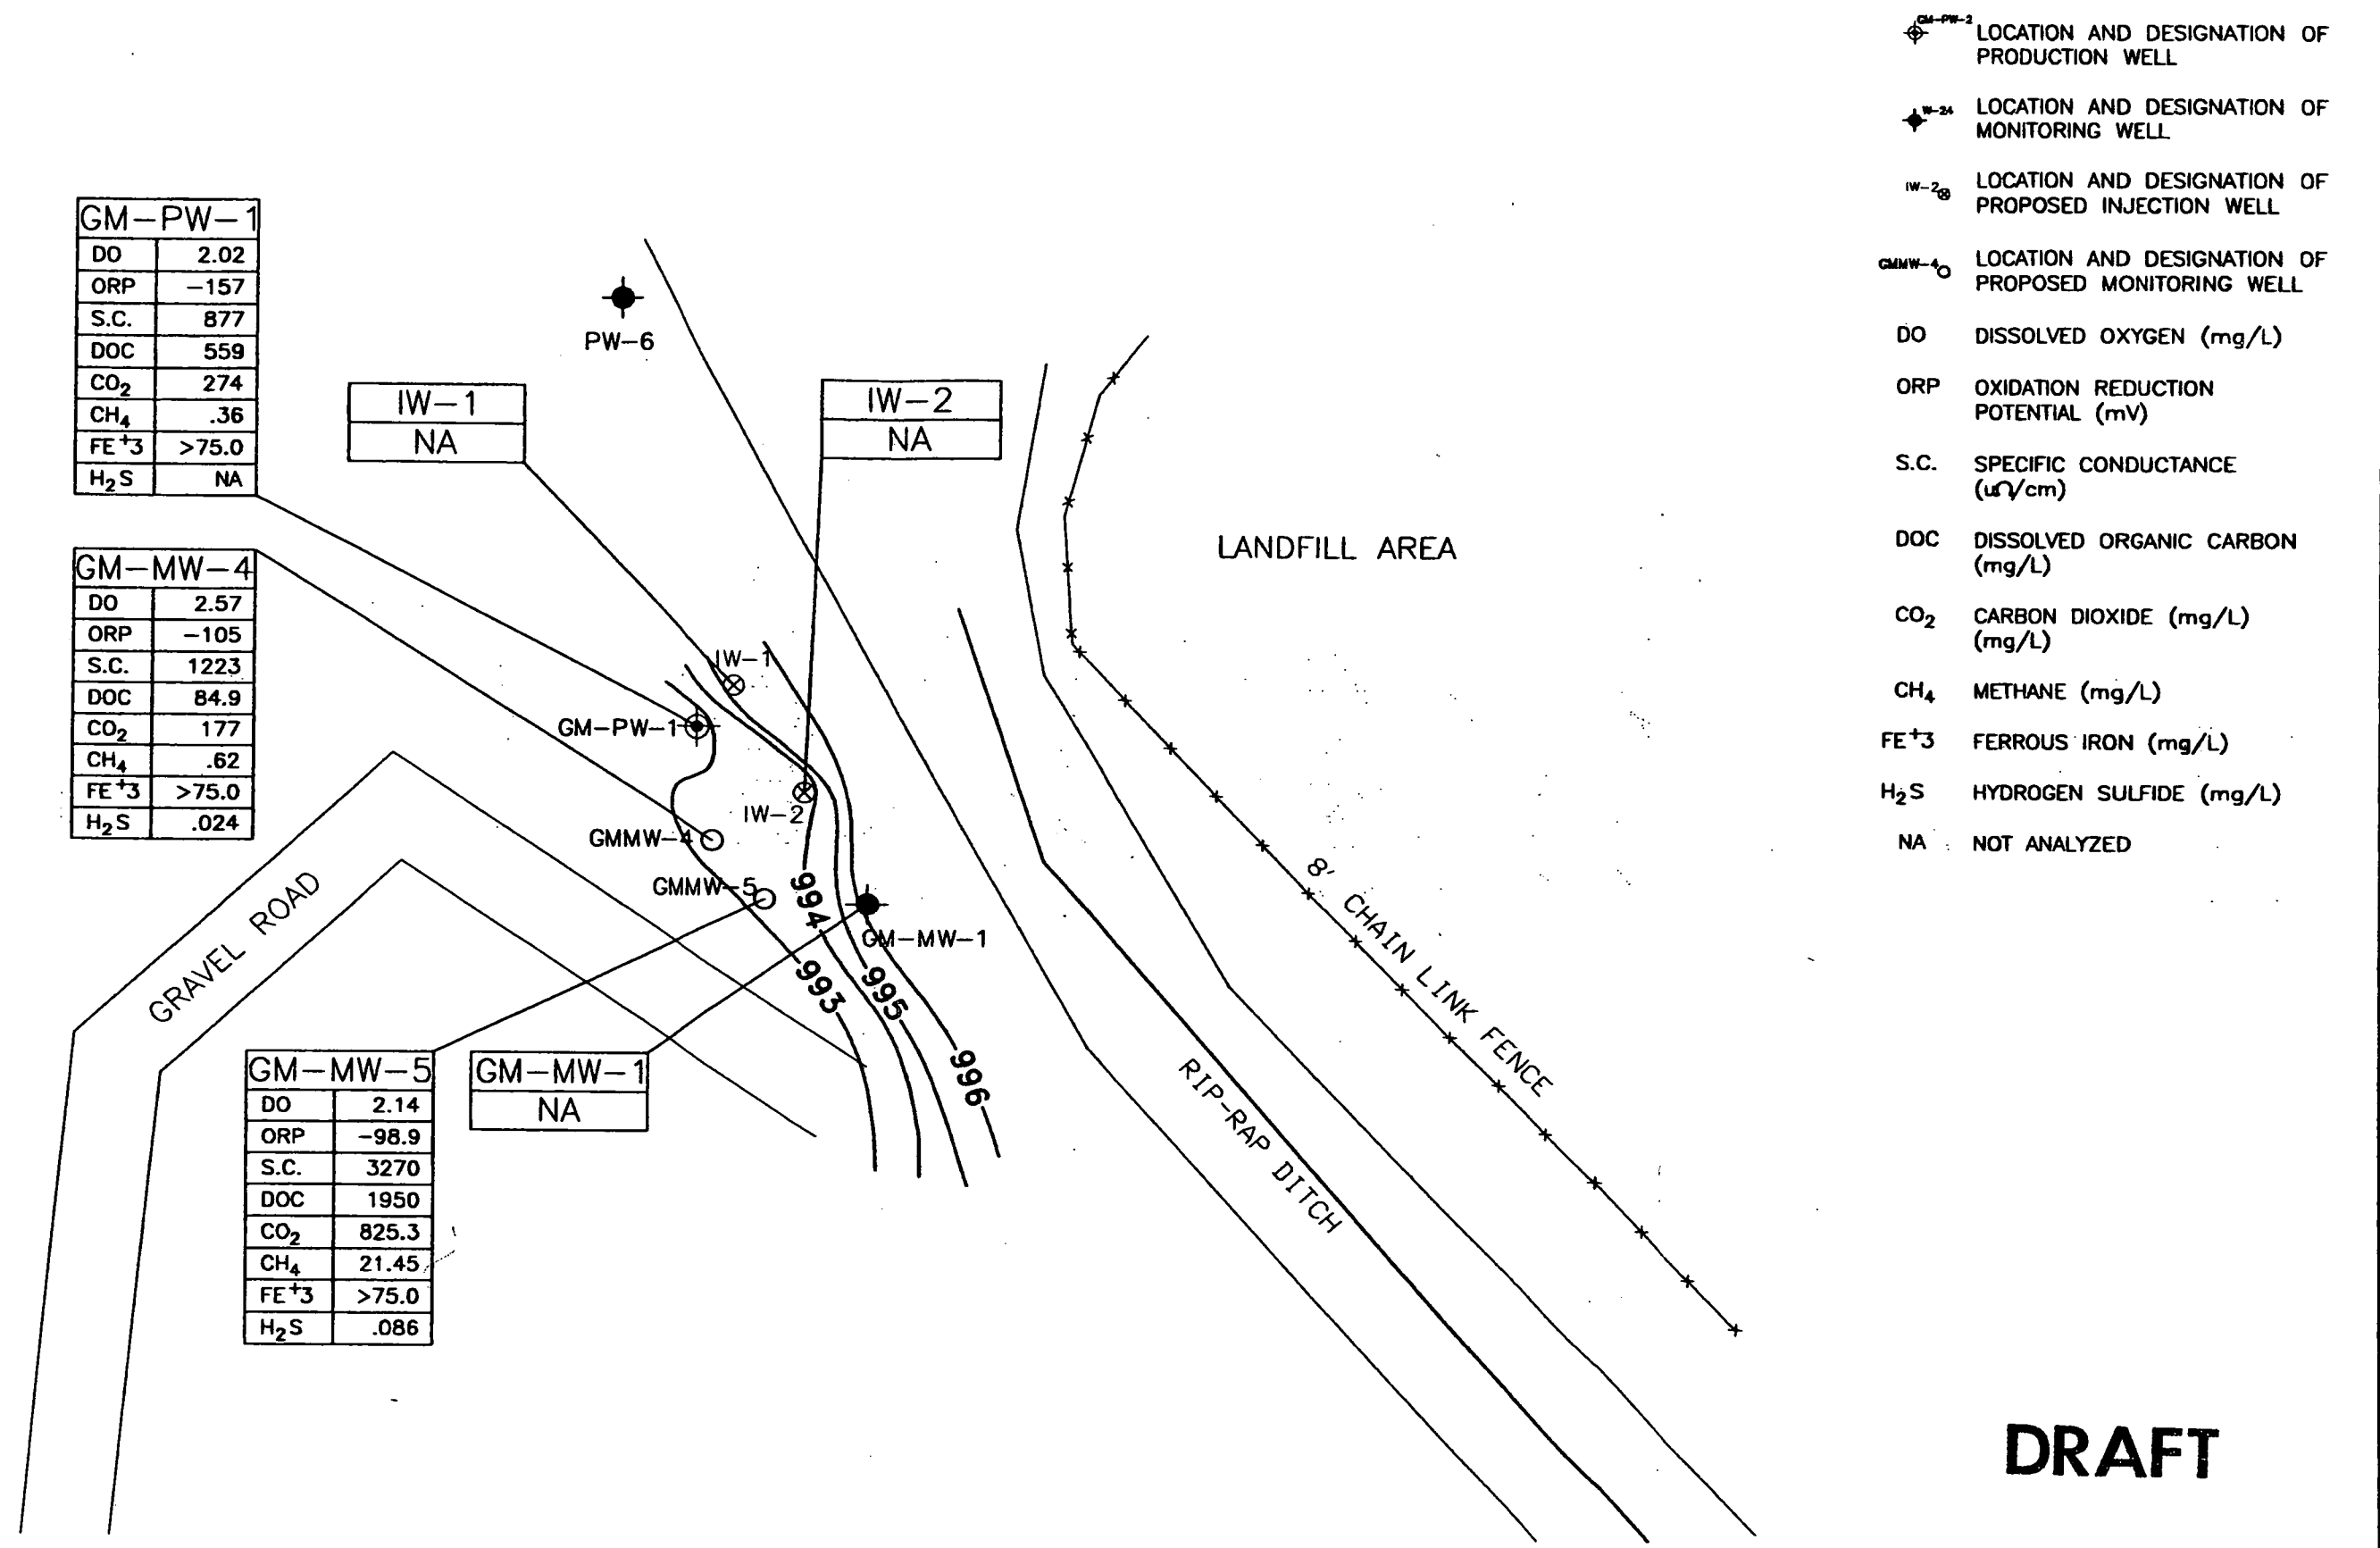 GM-PW-2
LOCATION AND DESIGNATION OF
PRODUCTION WELL
W-24
LOCATION AND DESIGNATION OF
MONITORING WELL
IW-2
LOCATION AND DESIGNATION OF
PROPOSED INJECTION WELL
GMMW-4
LOCATION AND DESIGNATION OF
PROPOSED MONITORING WELL
DO DISSOLVED OXYGEN (mg/L)
ORP OXIDATION REDUCTION
POTENTIAL (mV)
S.C. SPECIFIC CONDUCTANCE
(u℧/cm)
DOC DISSOLVED ORGANIC CARBON
(mg/L)
CO2 CARBON DIOXIDE (mg/L)
(mg/L)
CH4 METHANE (mg/L)
FE+3 FERROUS IRON (mg/L)
H2S HYDROGEN SULFIDE (mg/L)
NA NOT ANALYZED
GM-PW-1
DO 2.02
ORP -157
S.C. 877
DOC 559
CO2 274
CH4 .36
FE+3 >75.0
H2S NA
PW-6
IW-1
NA
IW-2
NA
LANDFILL AREA
GM-MW-4
DO 2.57
ORP -105
S.C. 1223
DOC 84.9
CO2 177
CH4 .62
FE+3 >75.0
H2S .024
IW-1
GM-PW-1
IW-2
GMMW-4
GMMW-5
GM-MW-1
994
993
995
996
GRAVEL ROAD
8' CHAIN LINK FENCE
RIP-RAP DITCH
GM-MW-5
DO 2.14
ORP -98.9
S.C. 3270
DOC 1950
CO2 825.3
CH4 21.45
FE+3 >75.0
H2S .086
GM-MW-1
NA
DRAFT